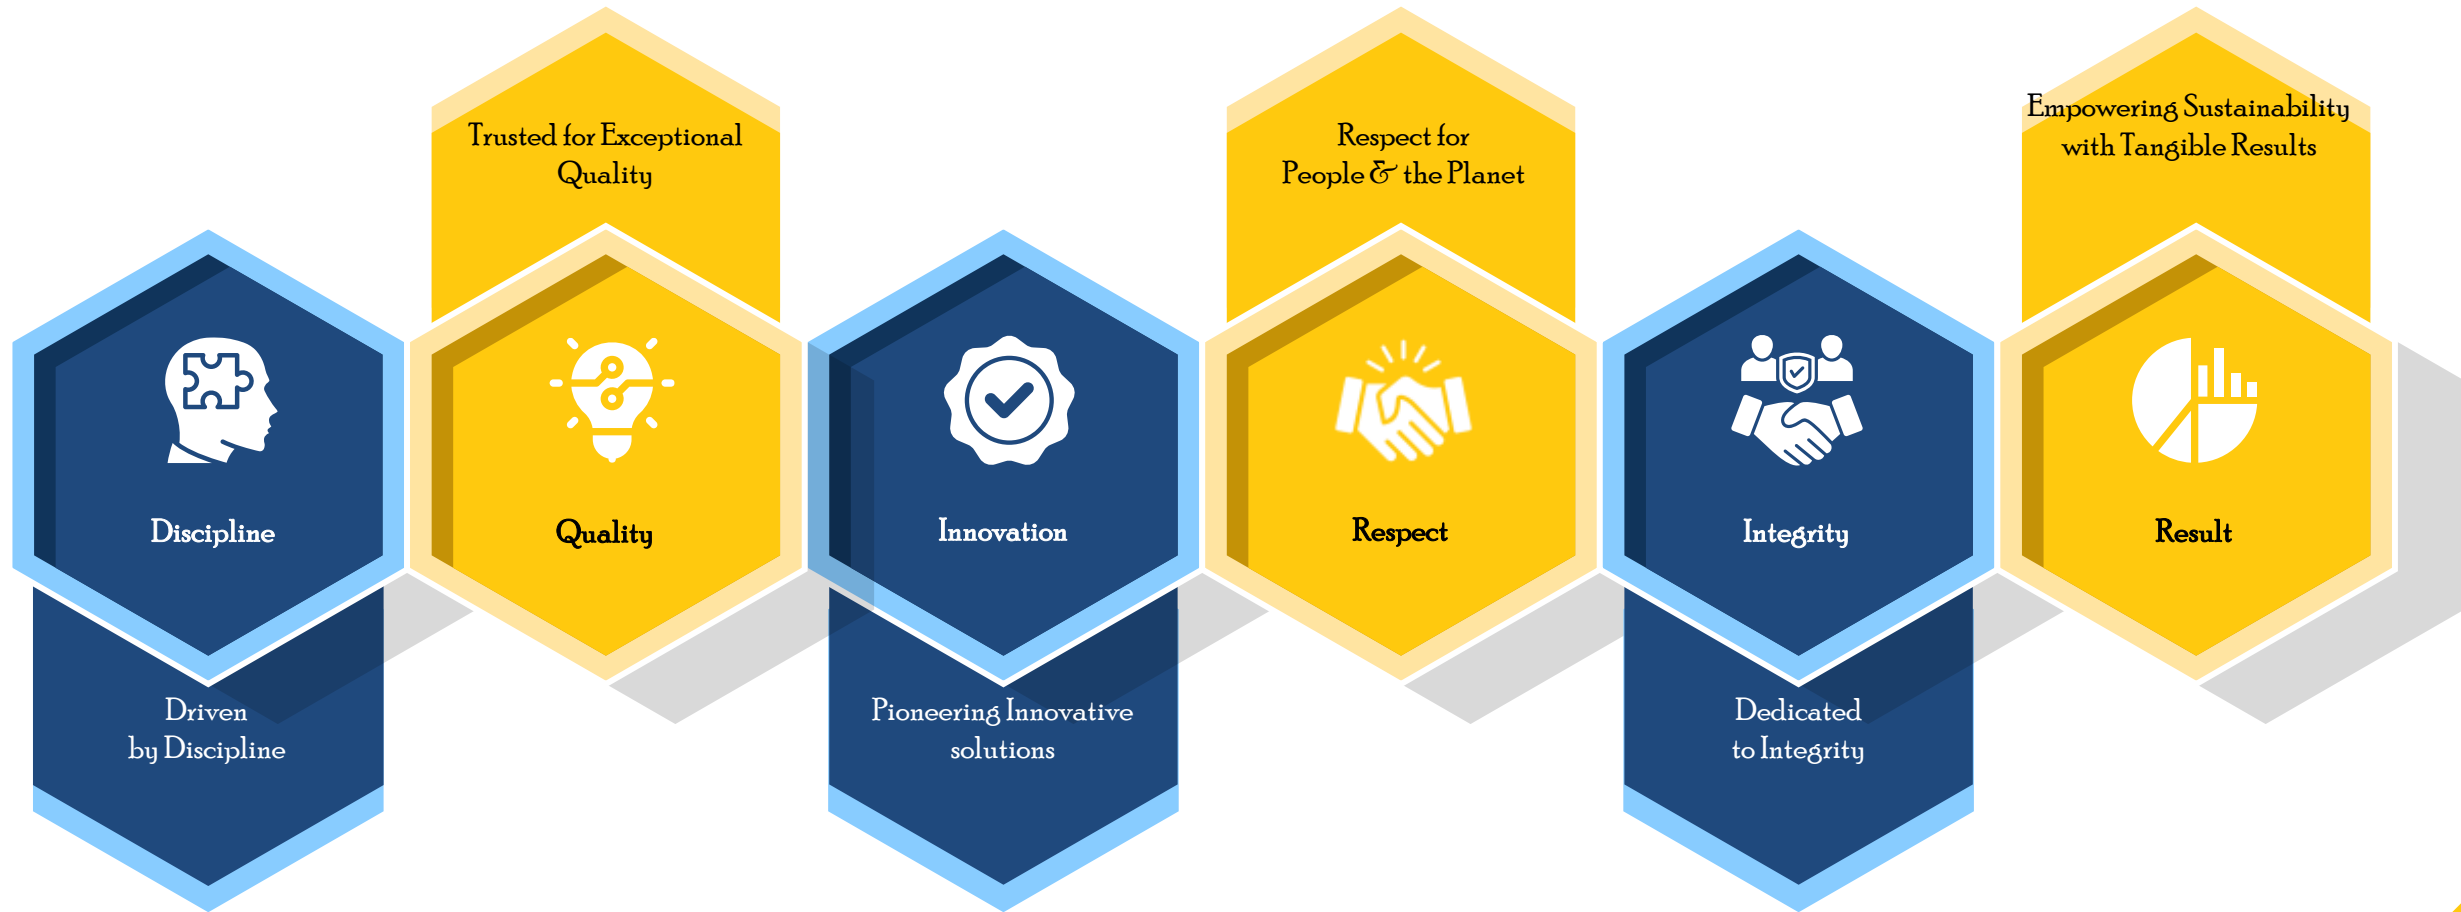 Discipline
Driven
by Discipline
Trusted for Exceptional
Quality
Quality
Innovation
Pioneering Innovative
solutions
Respect for
People & the Planet
Respect
Integrity
Dedicated
to Integrity
Empowering Sustainability
with Tangible Results
Result